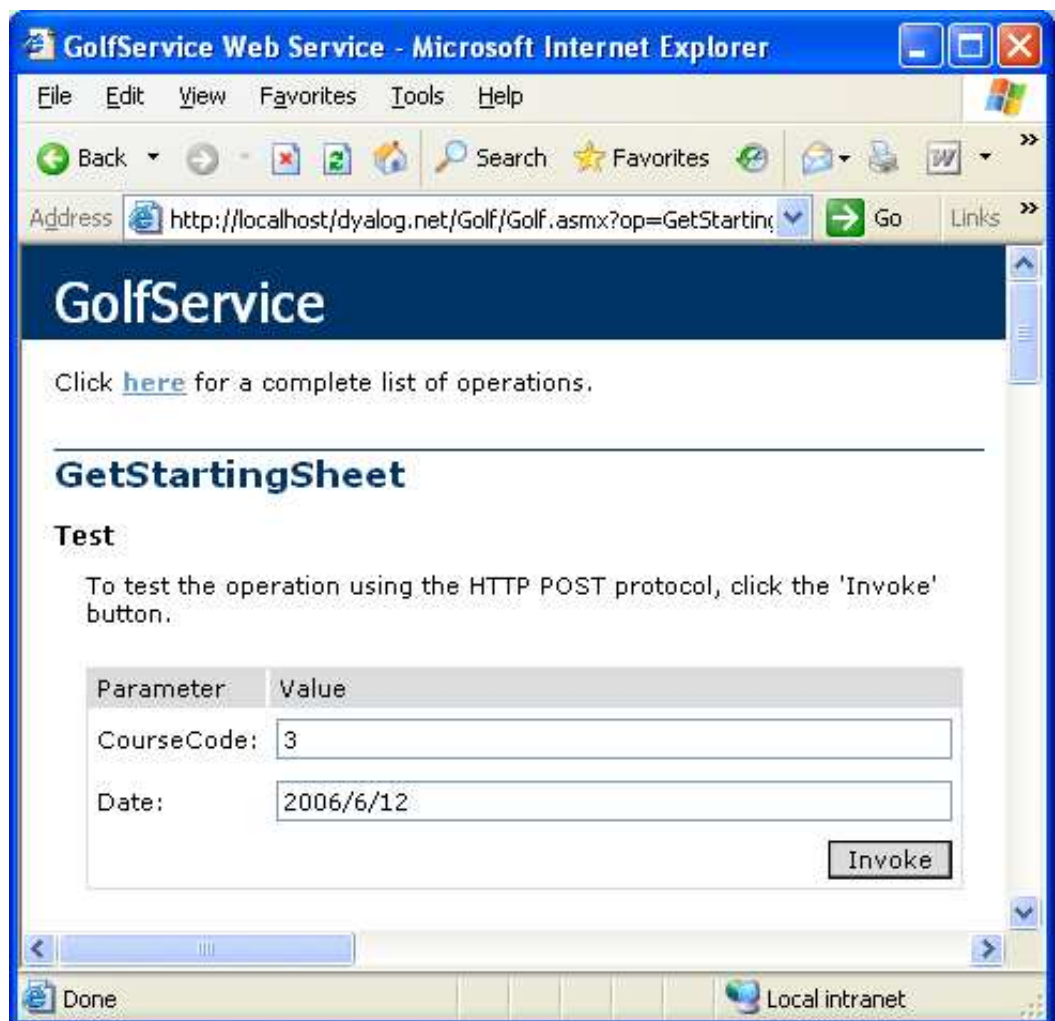 GolfService Web Service - Microsoft Internet Explorer
File Edit View Favorites Tools Help
Back Search Favorites
Address http://localhost/dyalog.net/Golf/Golf.asmx?op=GetStarting Go Links
GolfService
Click here for a complete list of operations.
GetStartingSheet
Test
To test the operation using the HTTP POST protocol, click the 'Invoke'
button.
Parameter Value
CourseCode: 3
Date: 2006/6/12
Invoke
Done Local intranet